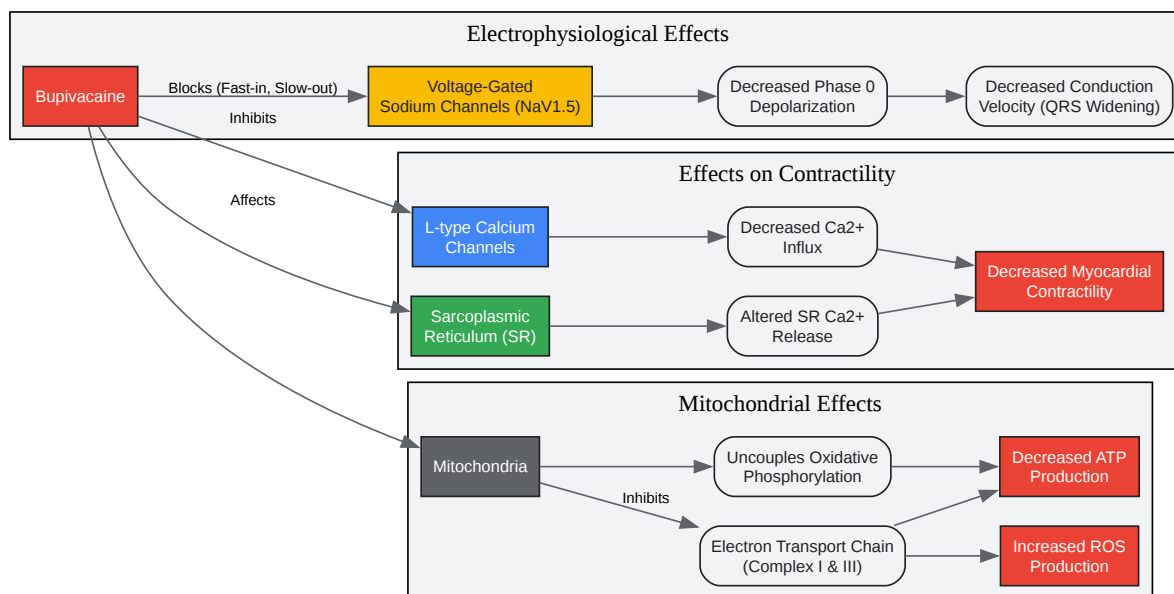 Electrophysiological Effects
Bupivacaine
Blocks (Fast-in, Slow-out)
Voltage-Gated
Sodium Channels (NaV1.5)
Decreased Phase 0
Depolarization
Decreased Conduction
Velocity (QRS Widening)
Inhibits
Effects on Contractility
Affects
L-type Calcium
Channels
Decreased Ca2+
Influx
Decreased Myocardial
Contractility
Sarcoplasmic
Reticulum (SR)
Altered SR Ca2+
Release
Mitochondrial Effects
Mitochondria
Uncouples Oxidative
Phosphorylation
Decreased ATP
Production
Inhibits
Electron Transport Chain
(Complex I & III)
Increased ROS
Production